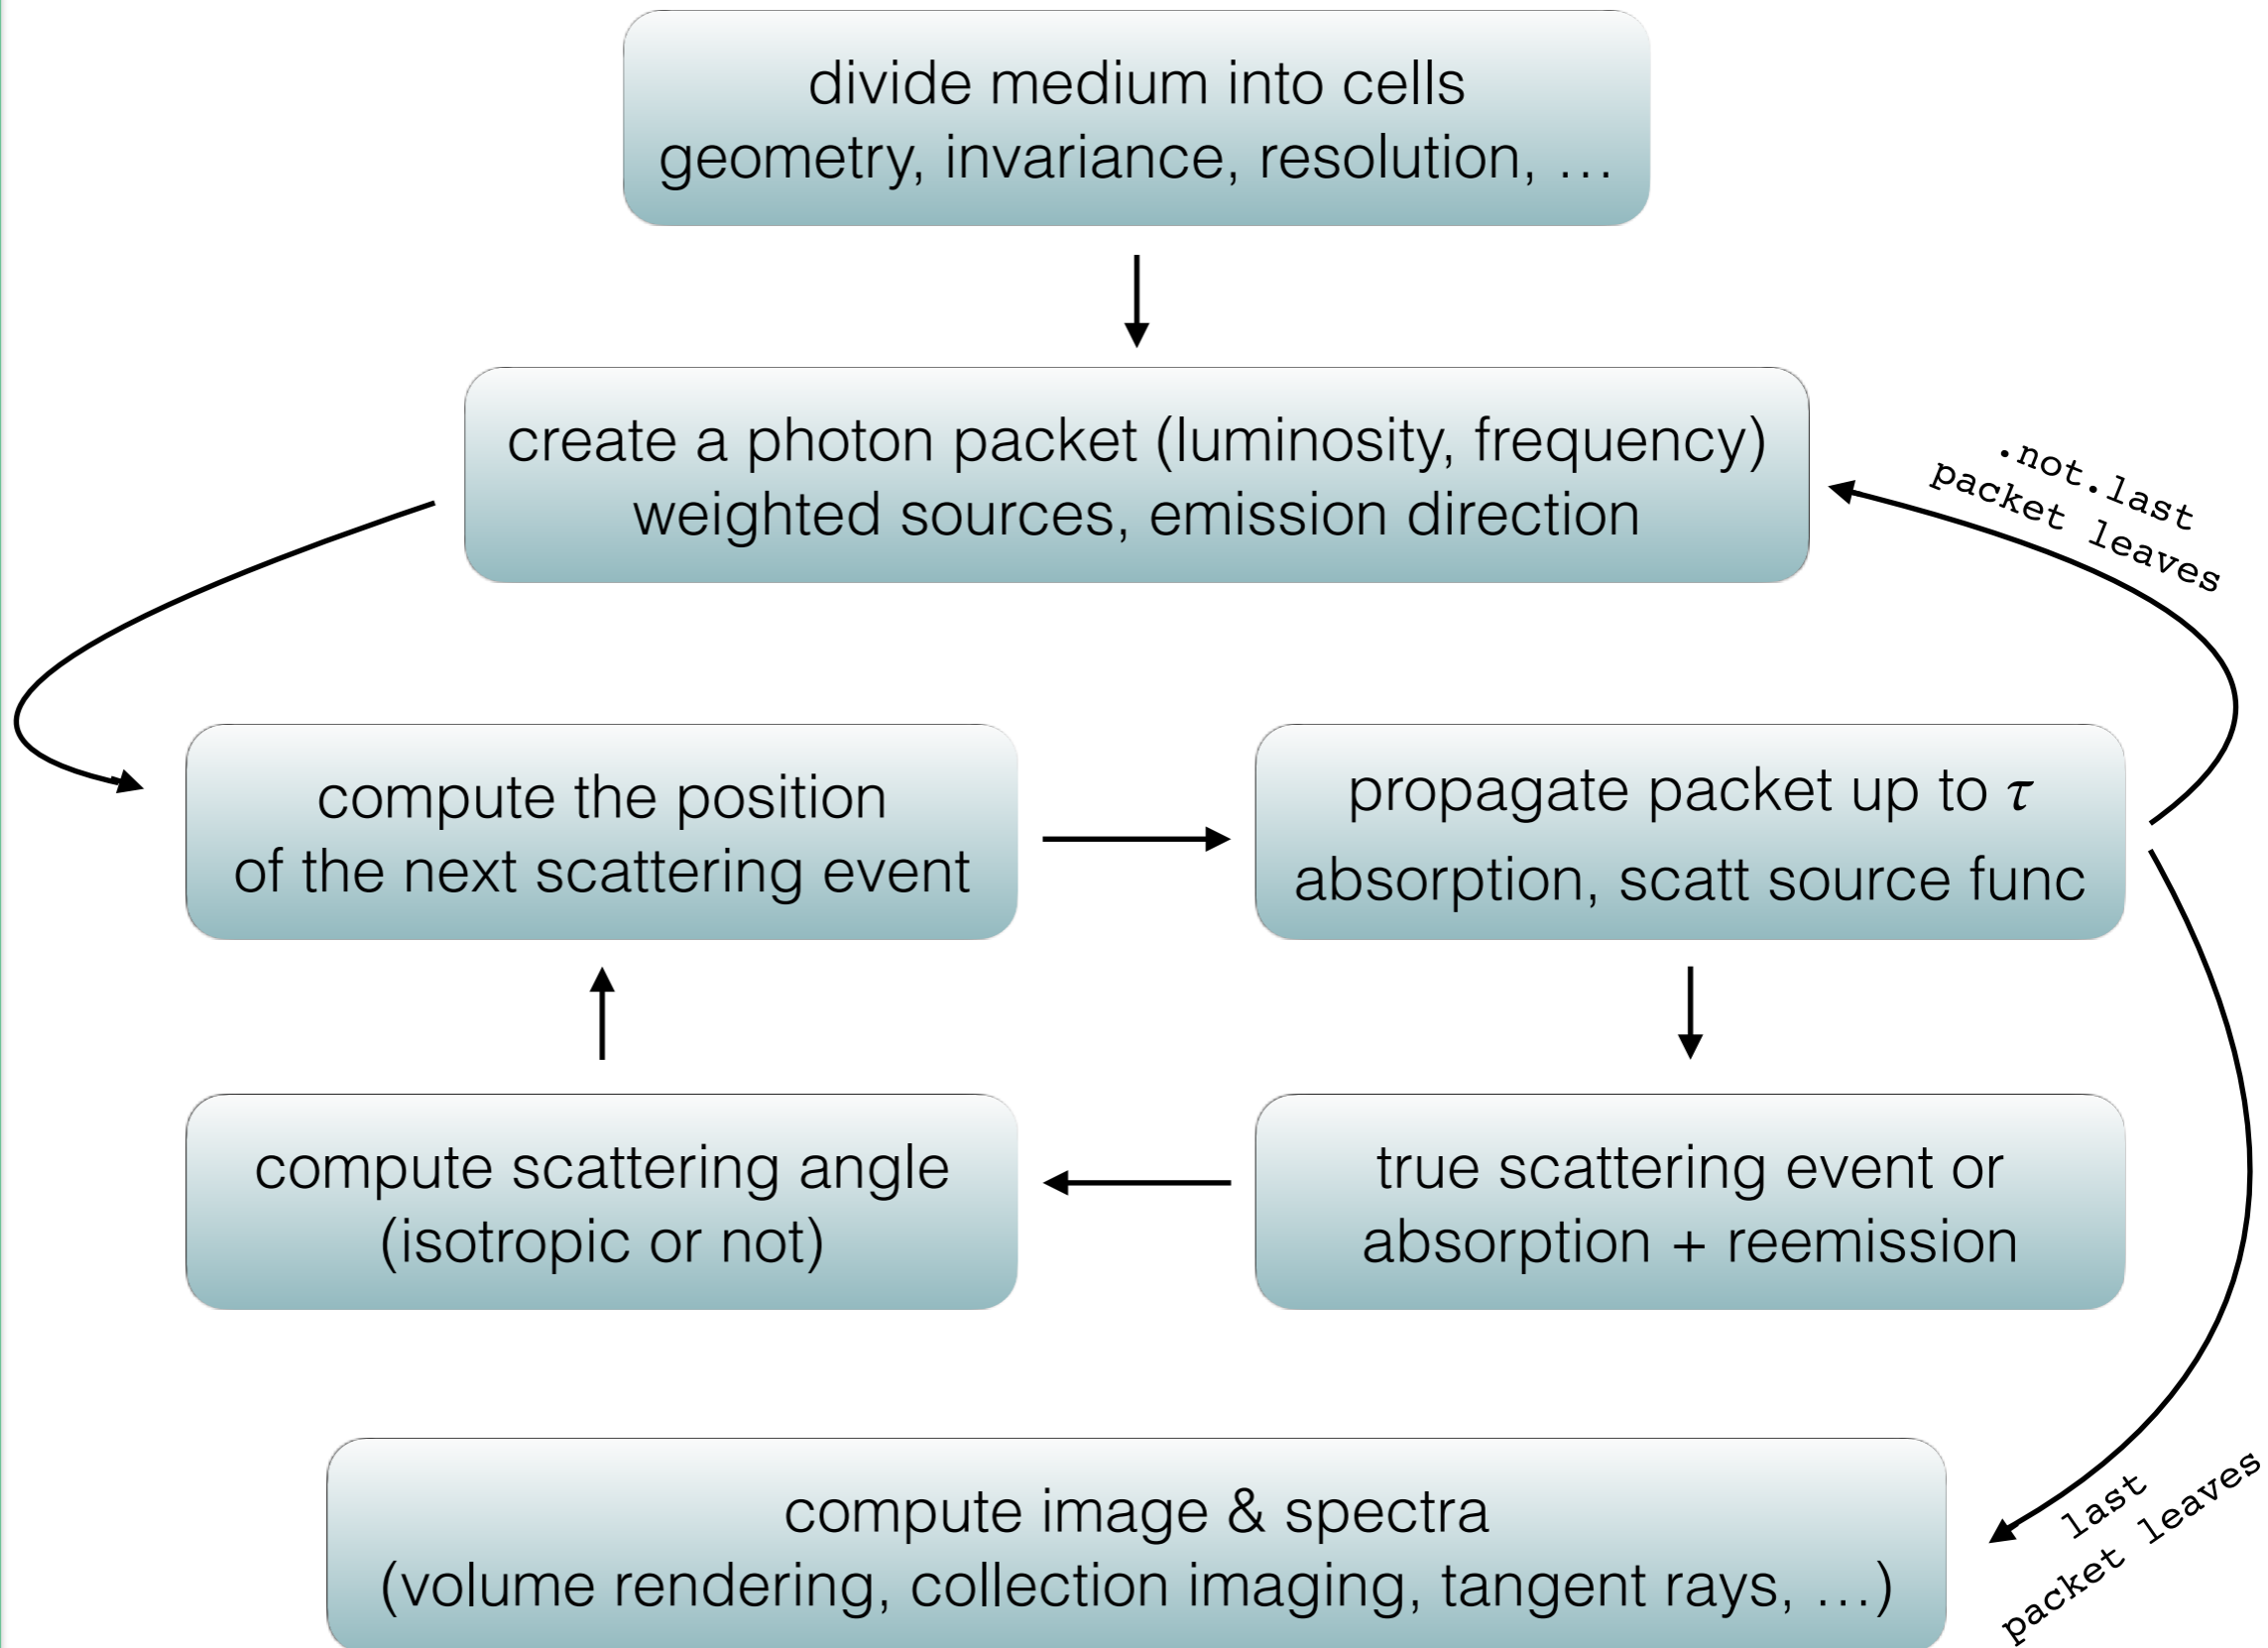 divide medium into cells
geometry, invariance, resolution, …
create a photon packet (luminosity, frequency)
weighted sources, emission direction
.not.last
packet leaves
compute the position
of the next scattering event
propagate packet up to τ
absorption, scatt source func
compute scattering angle
(isotropic or not)
true scattering event or
absorption + reemission
compute image & spectra
(volume rendering, collection imaging, tangent rays, …)
last
packet leaves